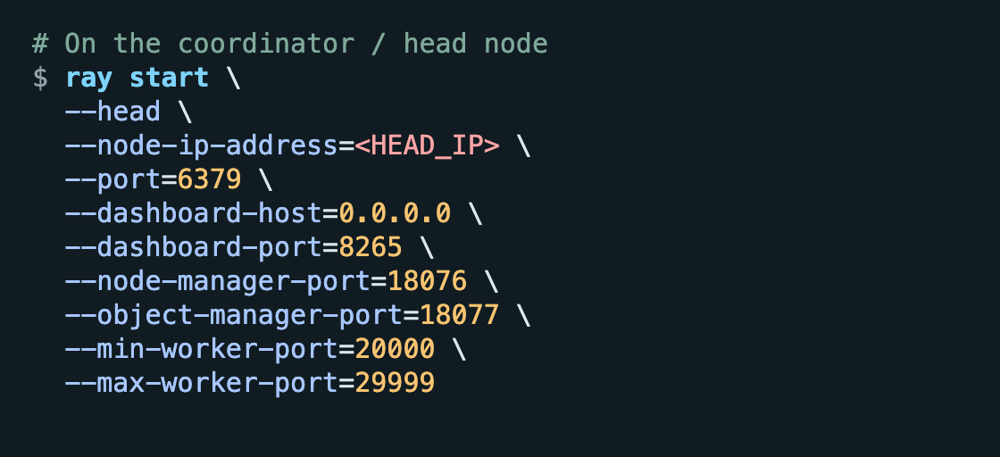 # On the coordinator / head node
$ ray start \
--head \
--node-ip-address=<HEAD_IP> \
--port=6379 \
--dashboard-host=0.0.0.0 \
--dashboard-port=8265 \
--node-manager-port=18076 \
--object-manager-port=18077 \
--min-worker-port=20000 \
--max-worker-port=29999